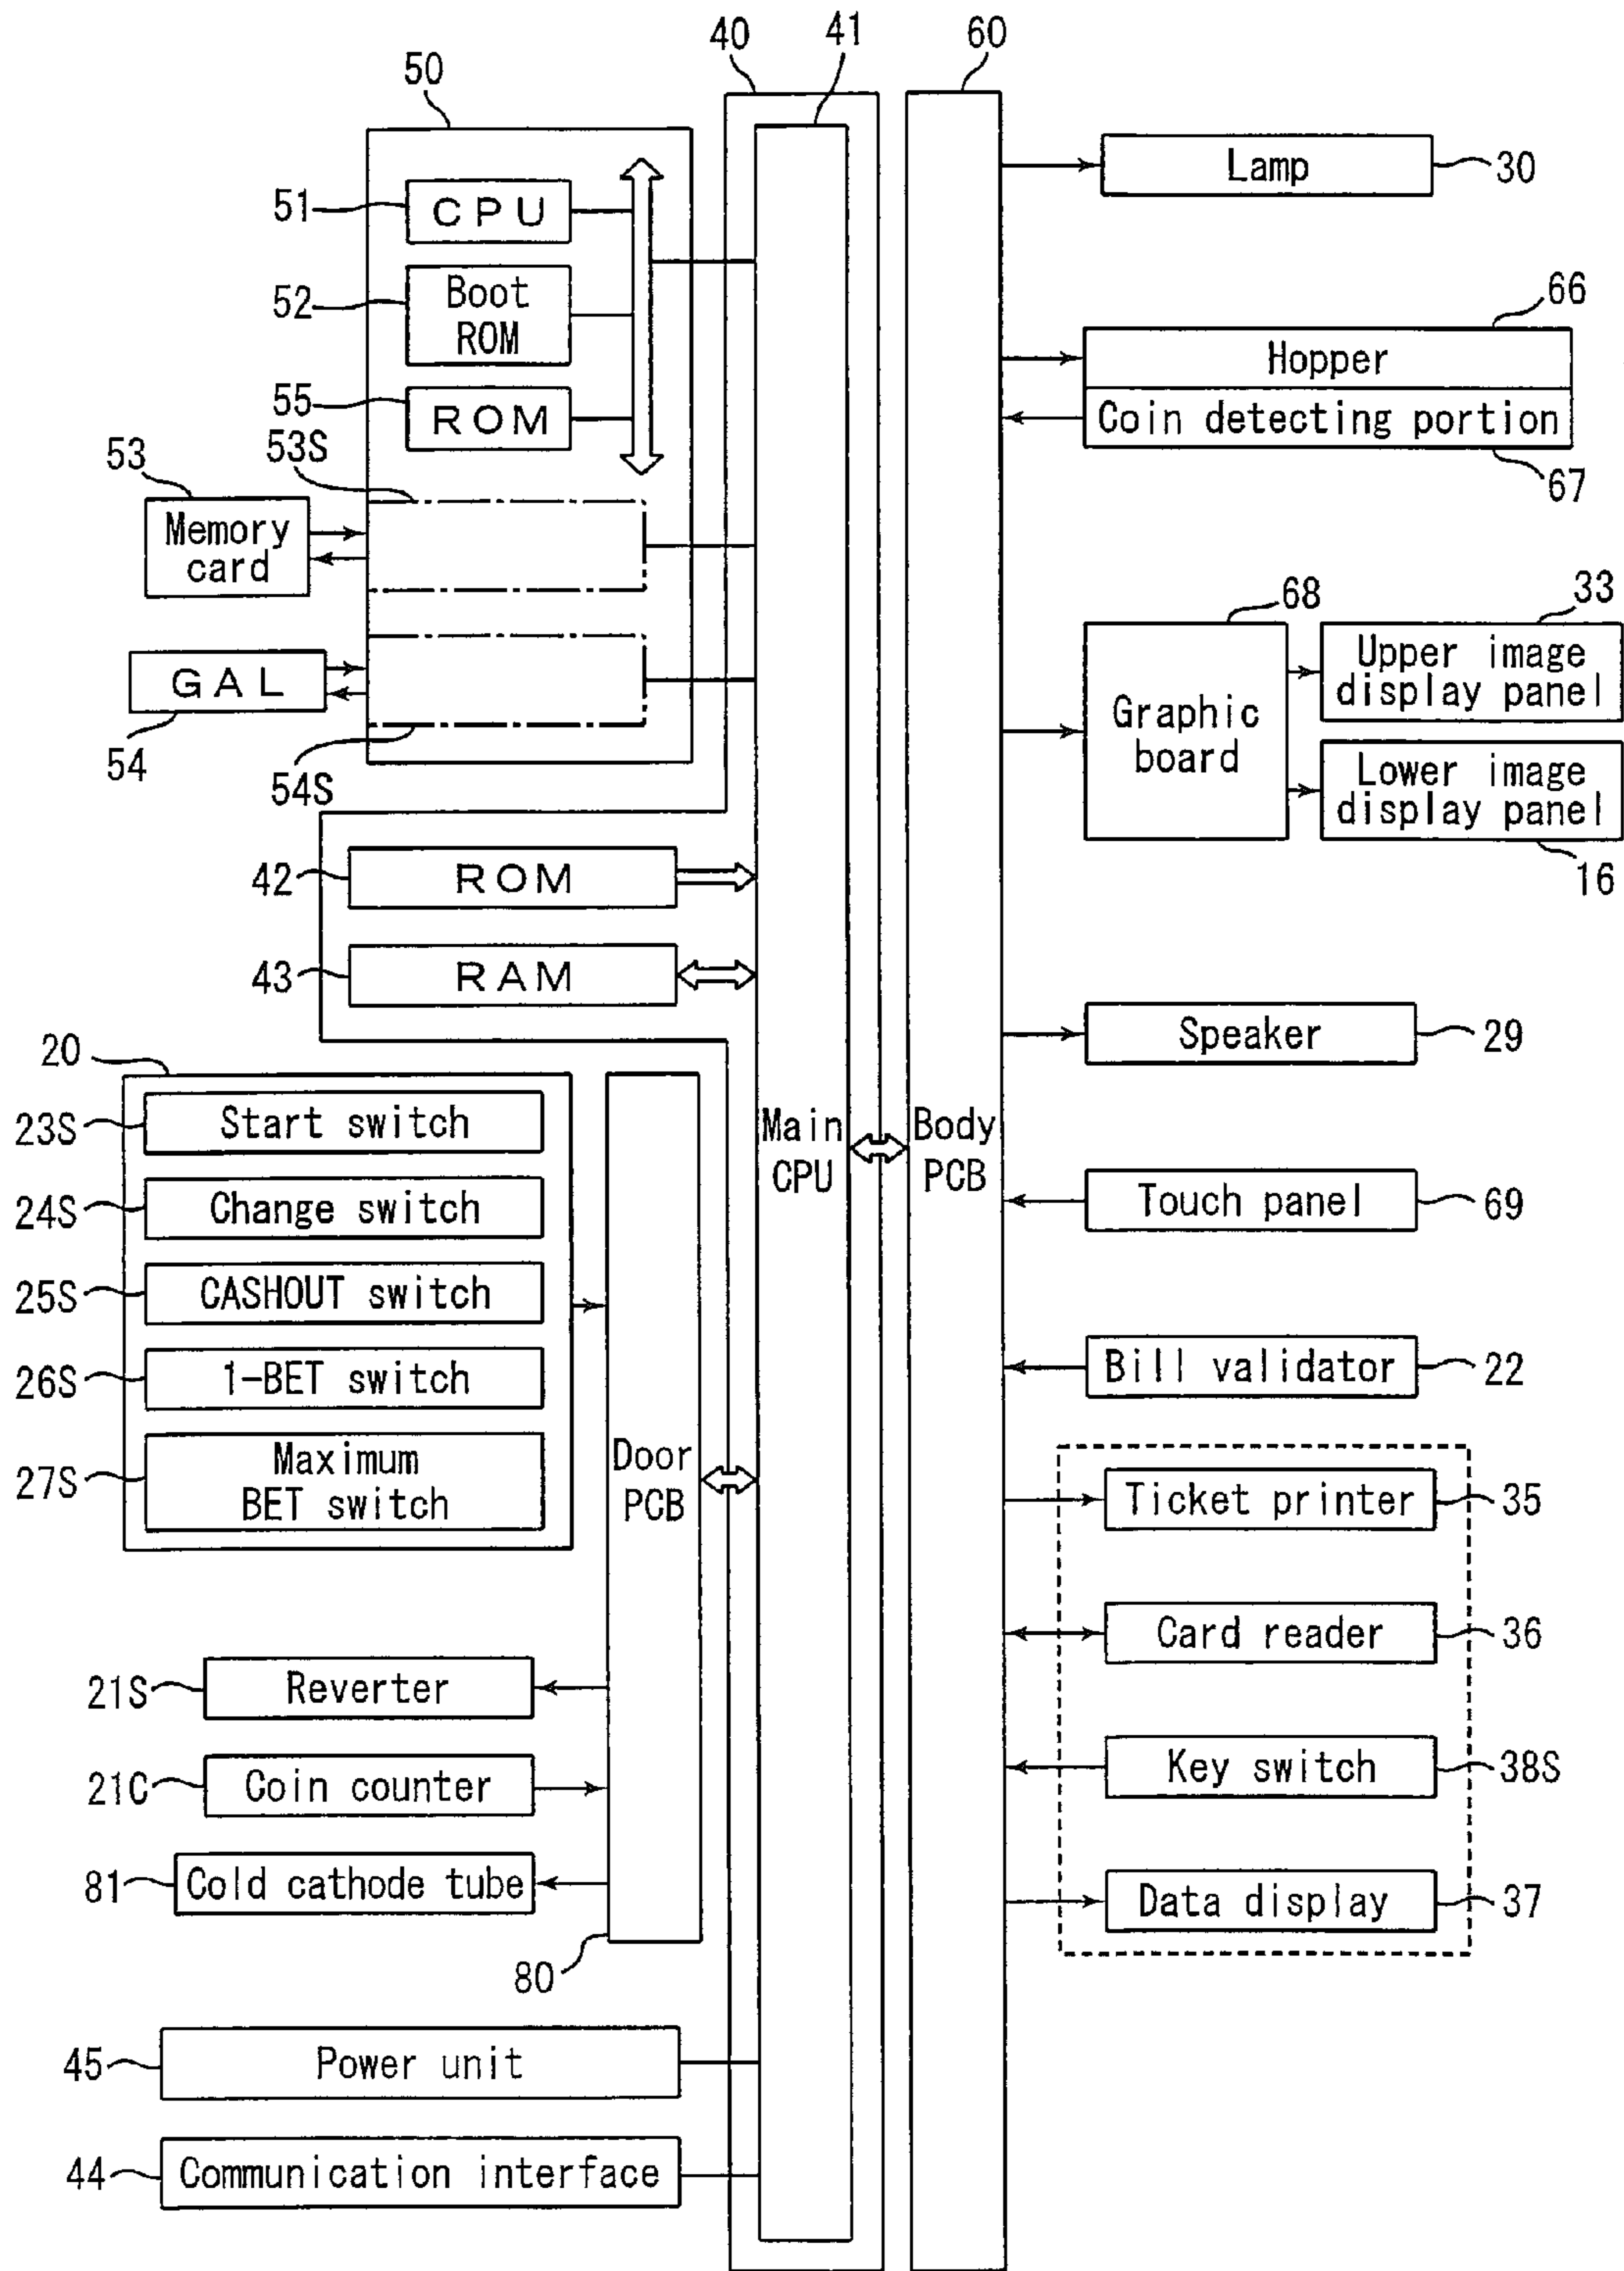 40
41
60
50
51
CPU
52
Boot
ROM
55
ROM
53S
53
Memory
card
GAL
54
54S
42
ROM
43
RAM
20
23S
Start switch
24S
Change switch
25S
CASHOUT switch
26S
1-BET switch
27S
Maximum
BET switch
Door
PCB
Main
CPU
Body
PCB
21S
Reverter
21C
Coin counter
81
Cold cathode tube
80
45
Power unit
44
Communication interface
Lamp
30
66
Hopper
Coin detecting portion
67
68
Graphic
board
33
Upper image
display panel
Lower image
display panel
16
Speaker
29
Touch panel
69
Bill validator
22
Ticket printer
35
Card reader
36
Key switch
38S
Data display
37